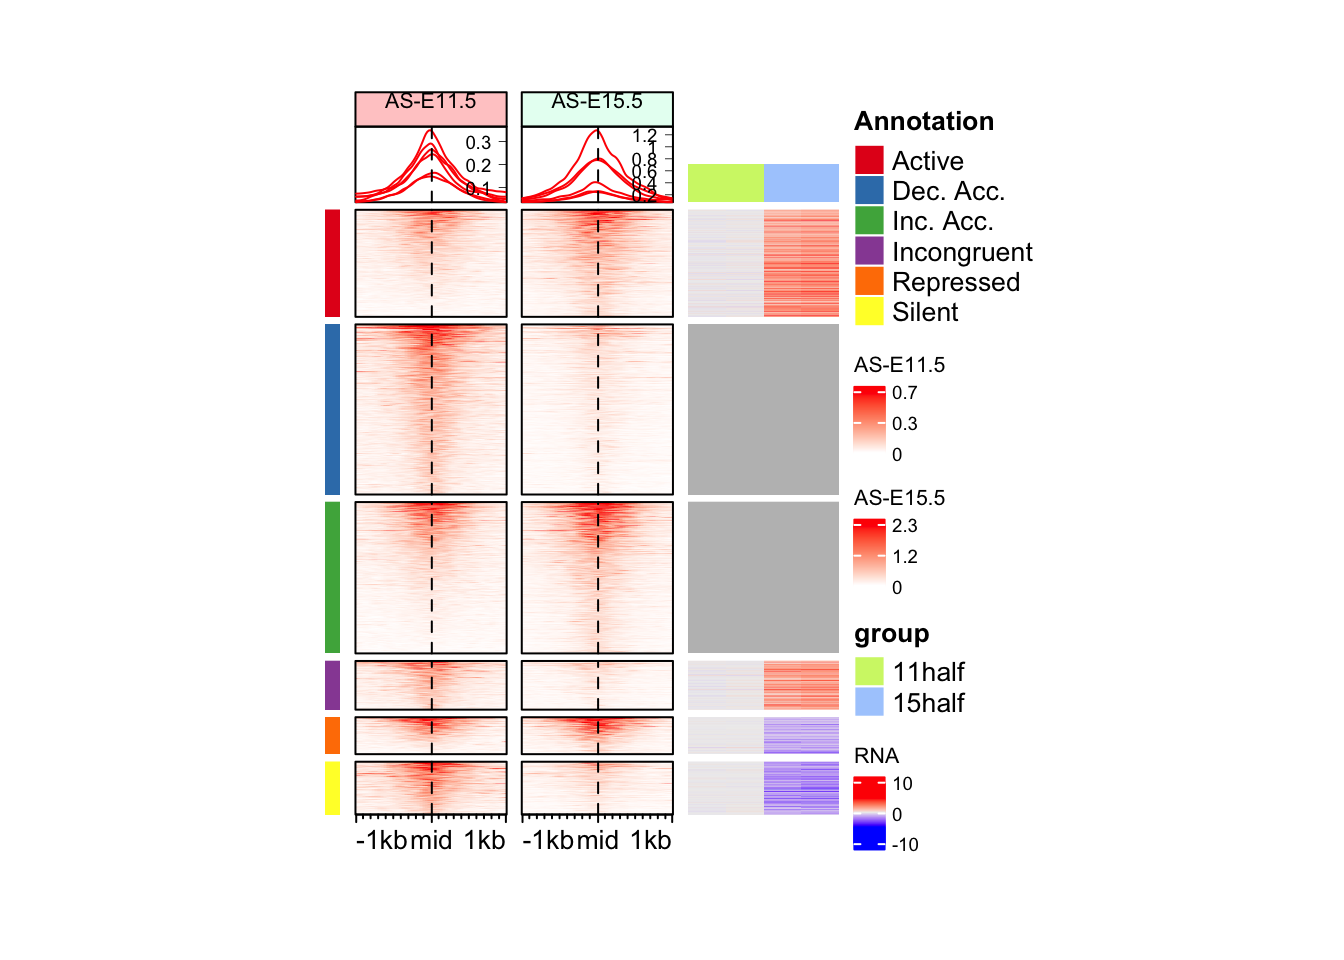 AS-E11.5
AS-E15.5
0.3
0.2
0.1
1.2
1
0.8
0.6
0.4
0.2
-1kb mid 1kb
-1kb mid 1kb
Annotation
Active
Dec. Acc.
Inc. Acc.
Incongruent
Repressed
Silent
AS-E11.5
0.7
0.3
0
AS-E15.5
2.3
1.2
0
group
11half
15half
RNA
10
0
-10